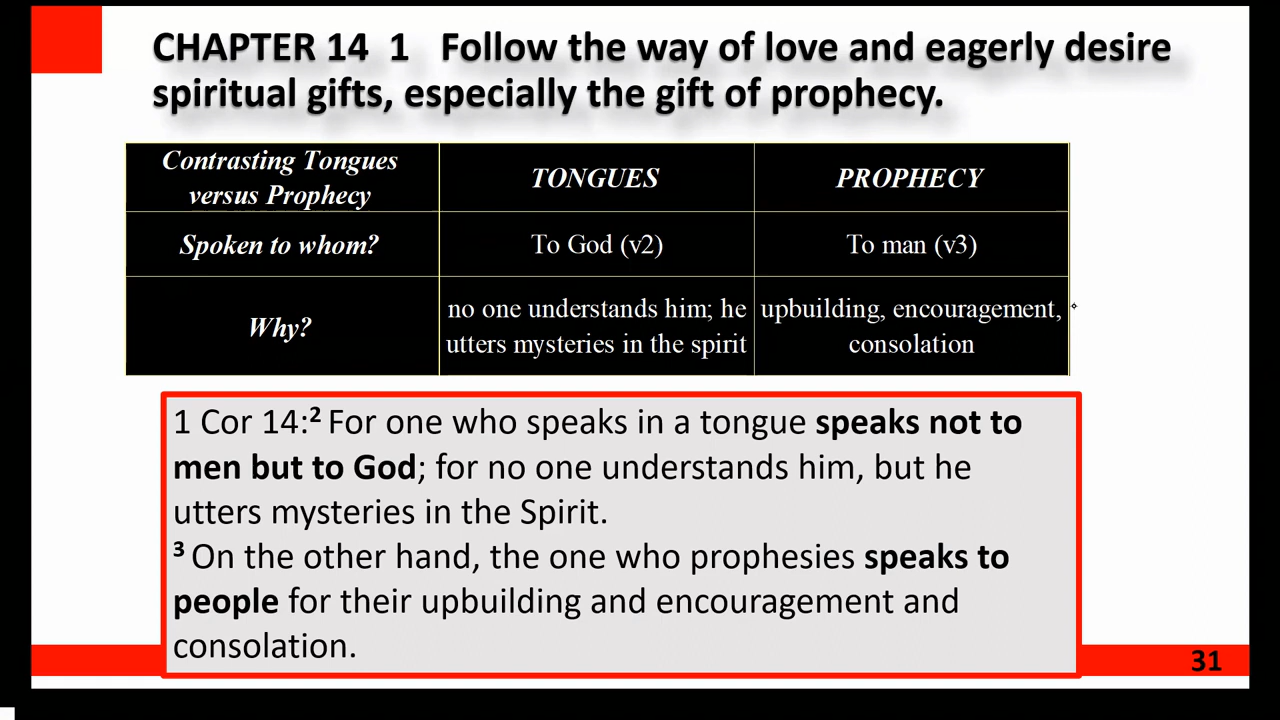 CHAPTER 14 1 Follow the way of love and eagerly desire
spiritual gifts, especially the gift of prophecy.
Contrasting Tongues
versus Prophecy
TONGUES
PROPHECY
Spoken to whom?
To God (v2)
To man (v3)
Why?
no one understands him; he
utters mysteries in the spirit
upbuilding, encouragement,
consolation
1 Cor 14:2 For one who speaks in a tongue speaks not to
men but to God; for no one understands him, but he
utters mysteries in the Spirit.
3 On the other hand, the one who prophesies speaks to
people for their upbuilding and encouragement and
consolation.
31